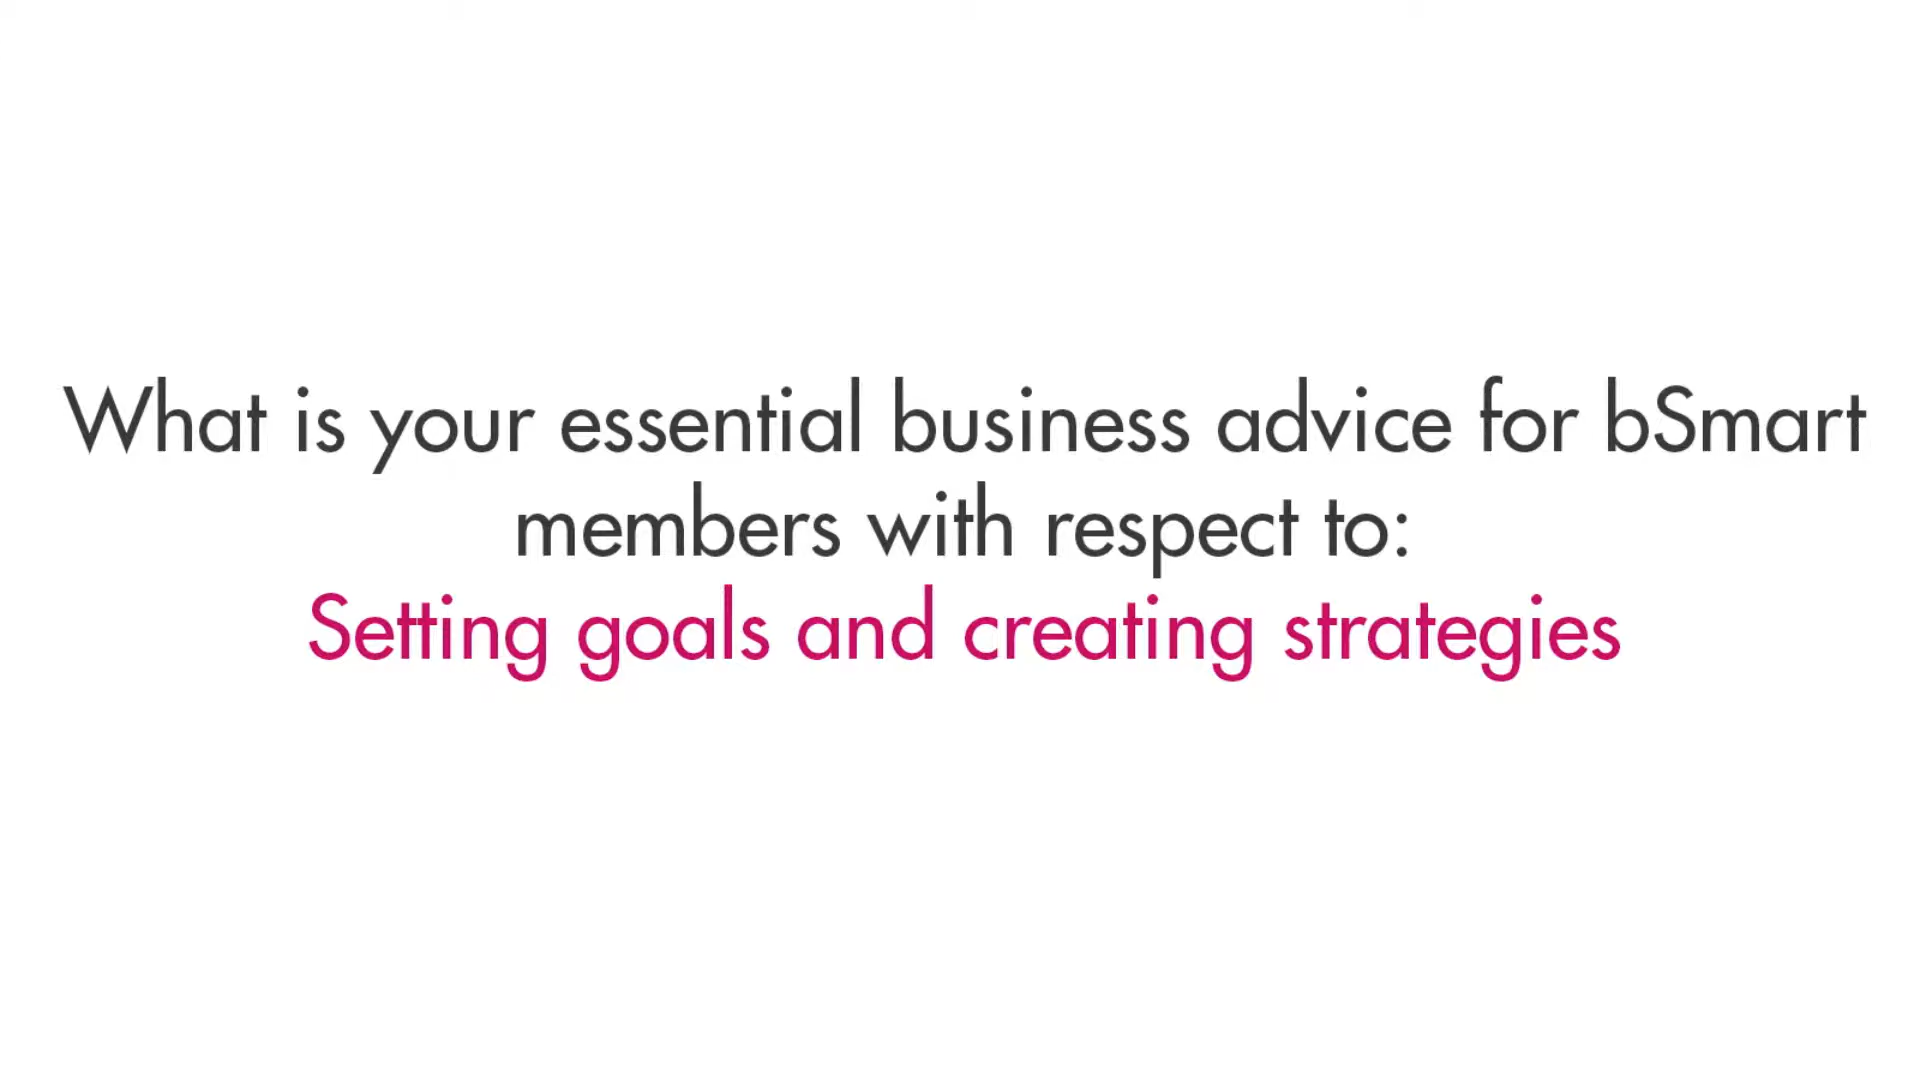 What is your essential business advice for bSmart
members with respect to:
Setting goals and creating strategies